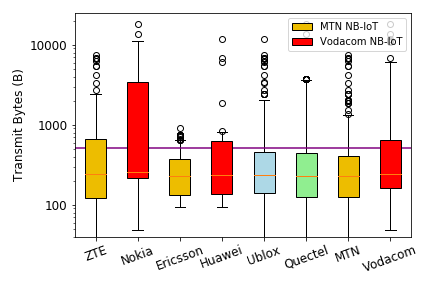 MTN NB-IoT
Vodacom NB-IoT
Transmit Bytes (B)
10000
1000
100
ZTE
Nokia
Ericsson
Huawei
Ublox
Quectel
MTN
Vodacom